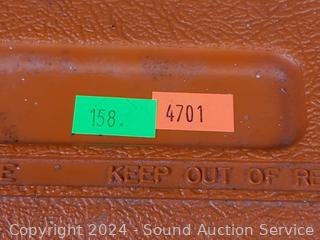 158. 4701
E KEEP OUT OF RE
Copyright 2024 - Sound Auction Service